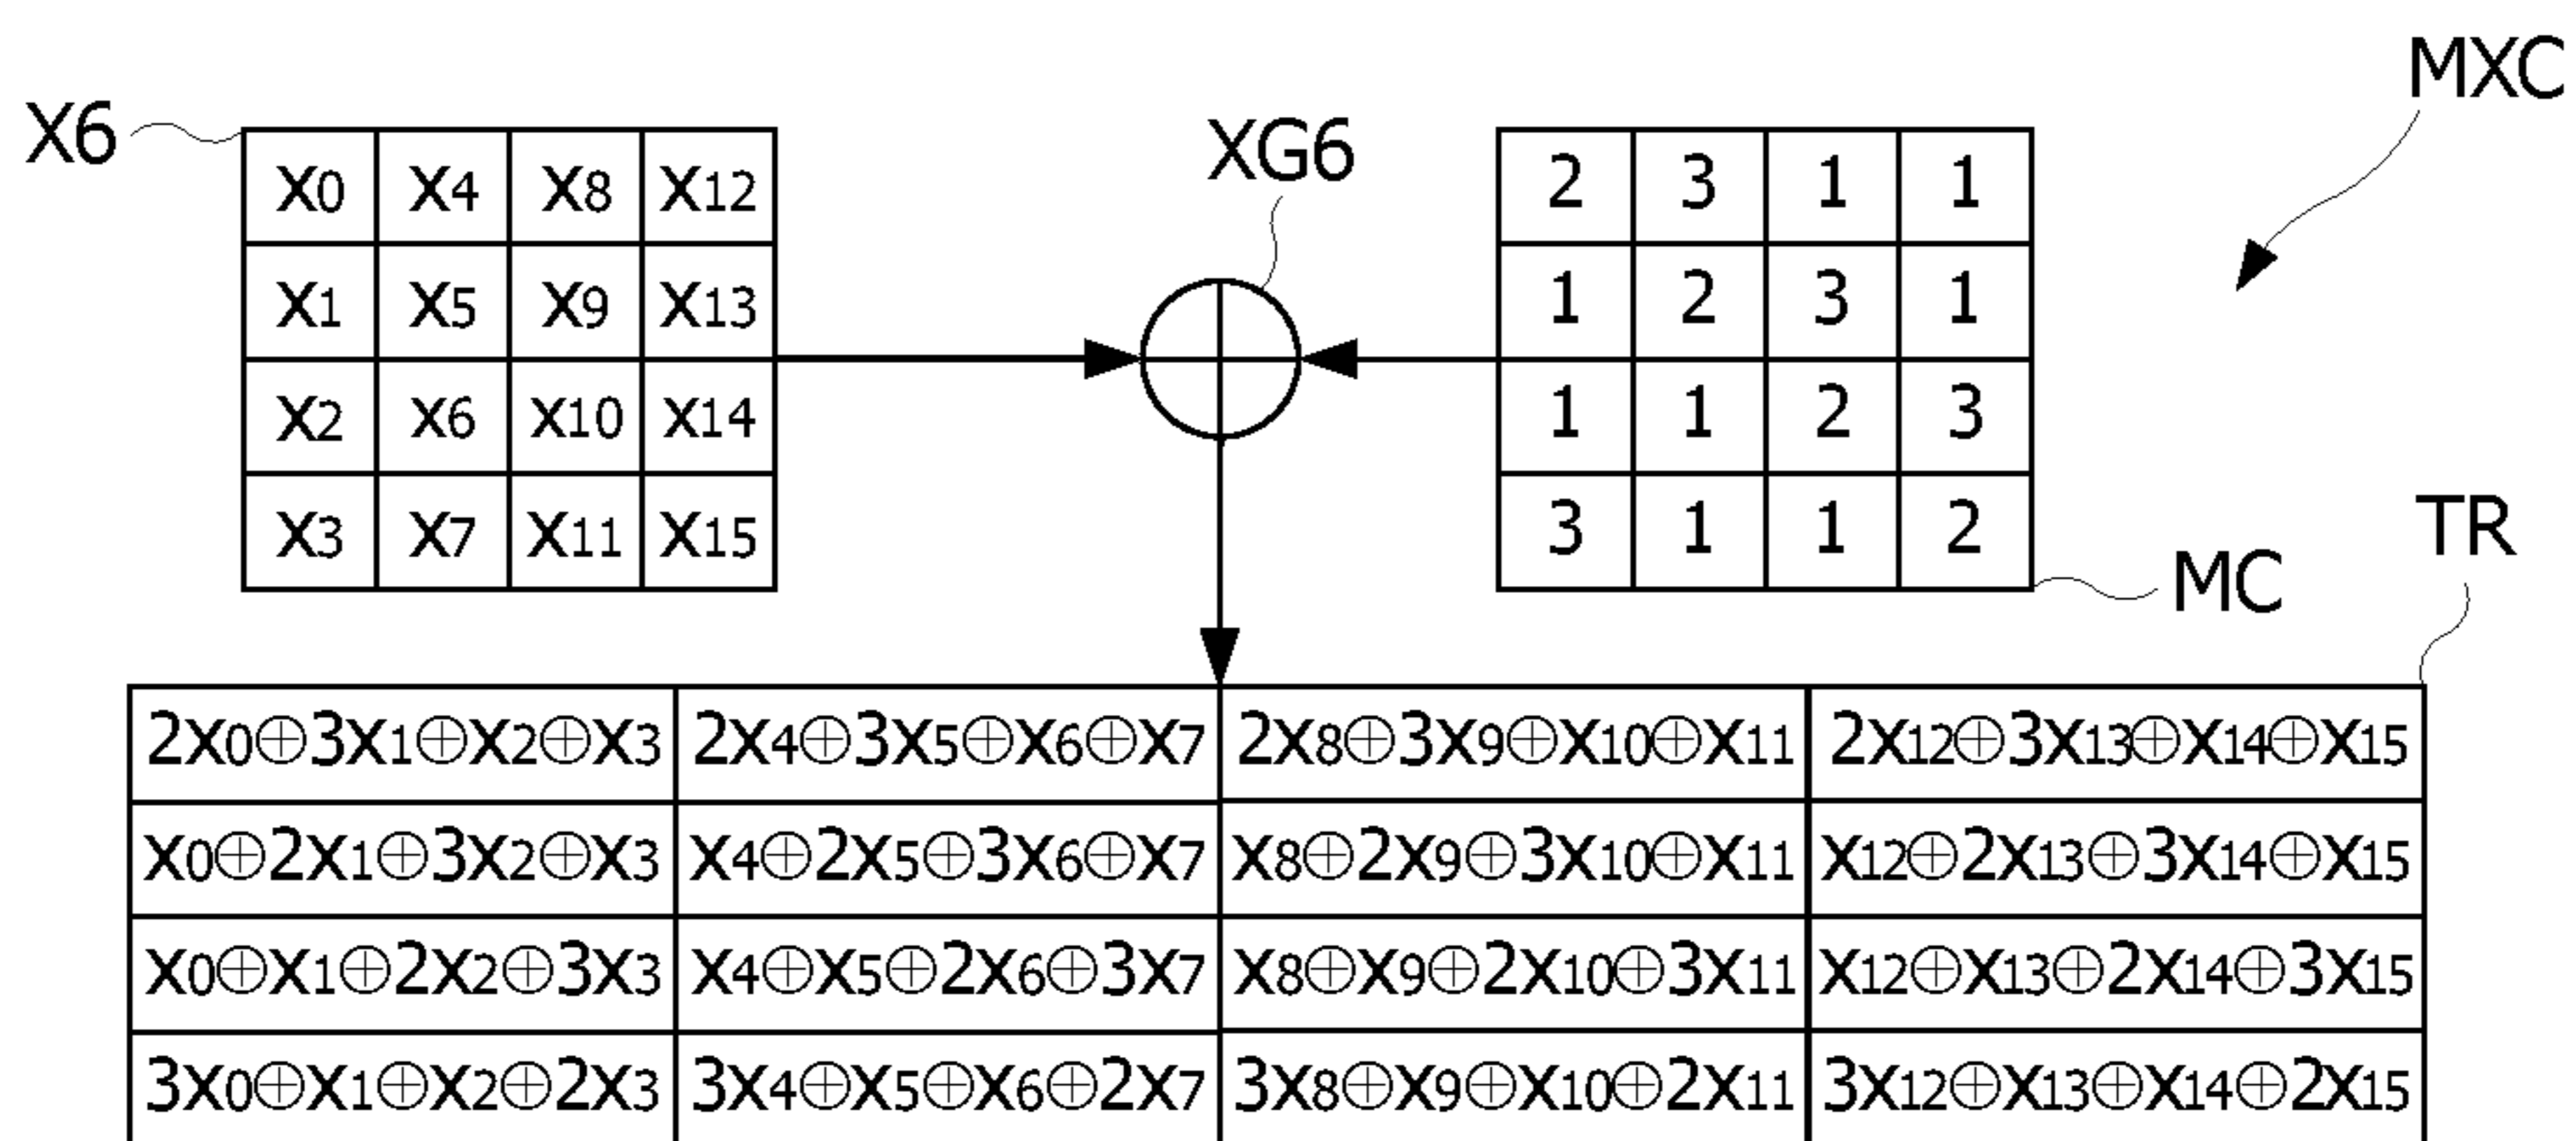 MXC
X6
XG6
x0 x4 x8 x12
x1 x5 x9 x13
x2 x6 x10 x14
x3 x7 x11 x15
2 3 1 1
1 2 3 1
1 1 2 3
3 1 1 2
MC
TR
2x0⊕3x1⊕x2⊕x3 2x4⊕3x5⊕x6⊕x7 2x8⊕3x9⊕x10⊕x11 2x12⊕3x13⊕x14⊕x15
x0⊕2x1⊕3x2⊕x3 x4⊕2x5⊕3x6⊕x7 x8⊕2x9⊕3x10⊕x11 x12⊕2x13⊕3x14⊕x15
x0⊕x1⊕2x2⊕3x3 x4⊕x5⊕2x6⊕3x7 x8⊕x9⊕2x10⊕3x11 x12⊕x13⊕2x14⊕3x15
3x0⊕x1⊕x2⊕2x3 3x4⊕x5⊕x6⊕2x7 3x8⊕x9⊕x10⊕2x11 3x12⊕x13⊕x14⊕2x15